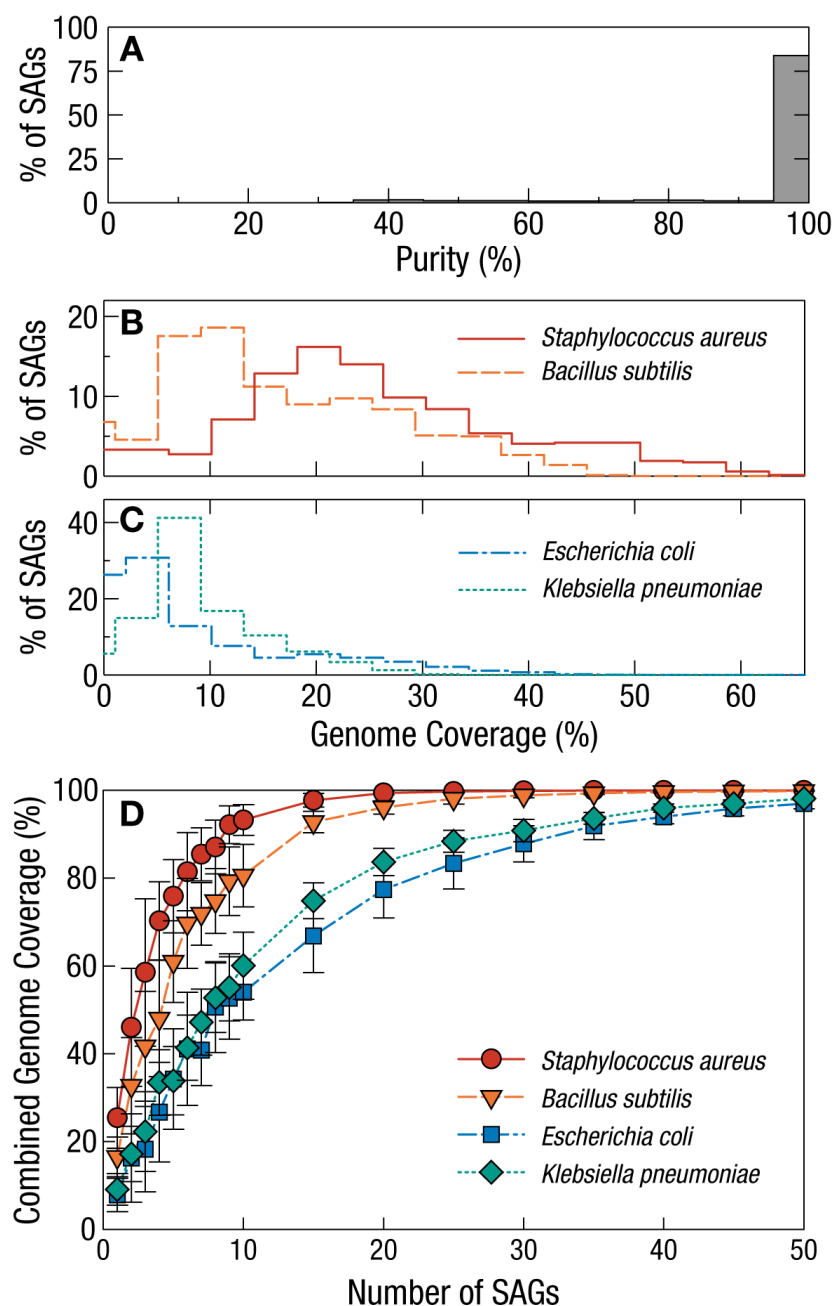 A
% of SAGs
100
75
50
25
0
0 20 40 60 80 100
Purity (%)
B
% of SAGs
20
10
0
Staphylococcus aureus
Bacillus subtilis
C
% of SAGs
40
20
0
Escherichia coli
Klebsiella pneumoniae
0 10 20 30 40 50 60
Genome Coverage (%)
D
Combined Genome Coverage (%)
100
80
60
40
20
0
Staphylococcus aureus
Bacillus subtilis
Escherichia coli
Klebsiella pneumoniae
0 10 20 30 40 50
Number of SAGs